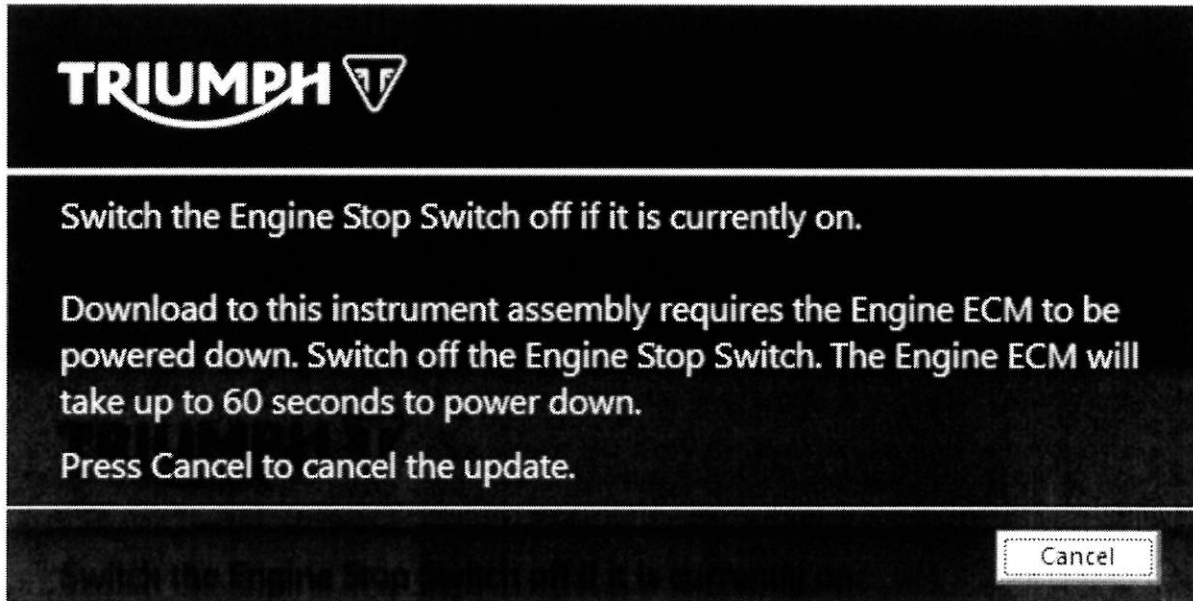 TRIUMPH
Switch the Engine Stop Switch off if it is currently on.
Download to this instrument assembly requires the Engine ECM to be
powered down. Switch off the Engine Stop Switch. The Engine ECM will
take up to 60 seconds to power down.
Press Cancel to cancel the update.
Cancel